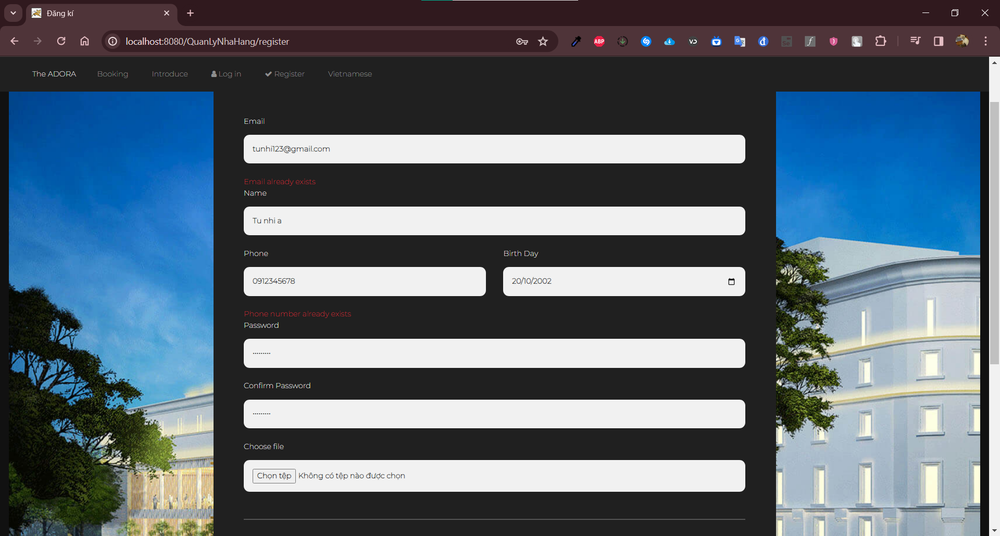 Đăng kí
localhost:8080/QuanLyNhaHang/register
ABP
The ADORA Booking Introduce Log in Register Vietnamese
Email
tunhi123@gmail.com
Email already exists
Name
Tu nhi a
Phone Birth Day
0912345678 20/10/2002
Phone number already exists
Password
Confirm Password
Choose file
Chọn tệp Không có tệp nào được chọn